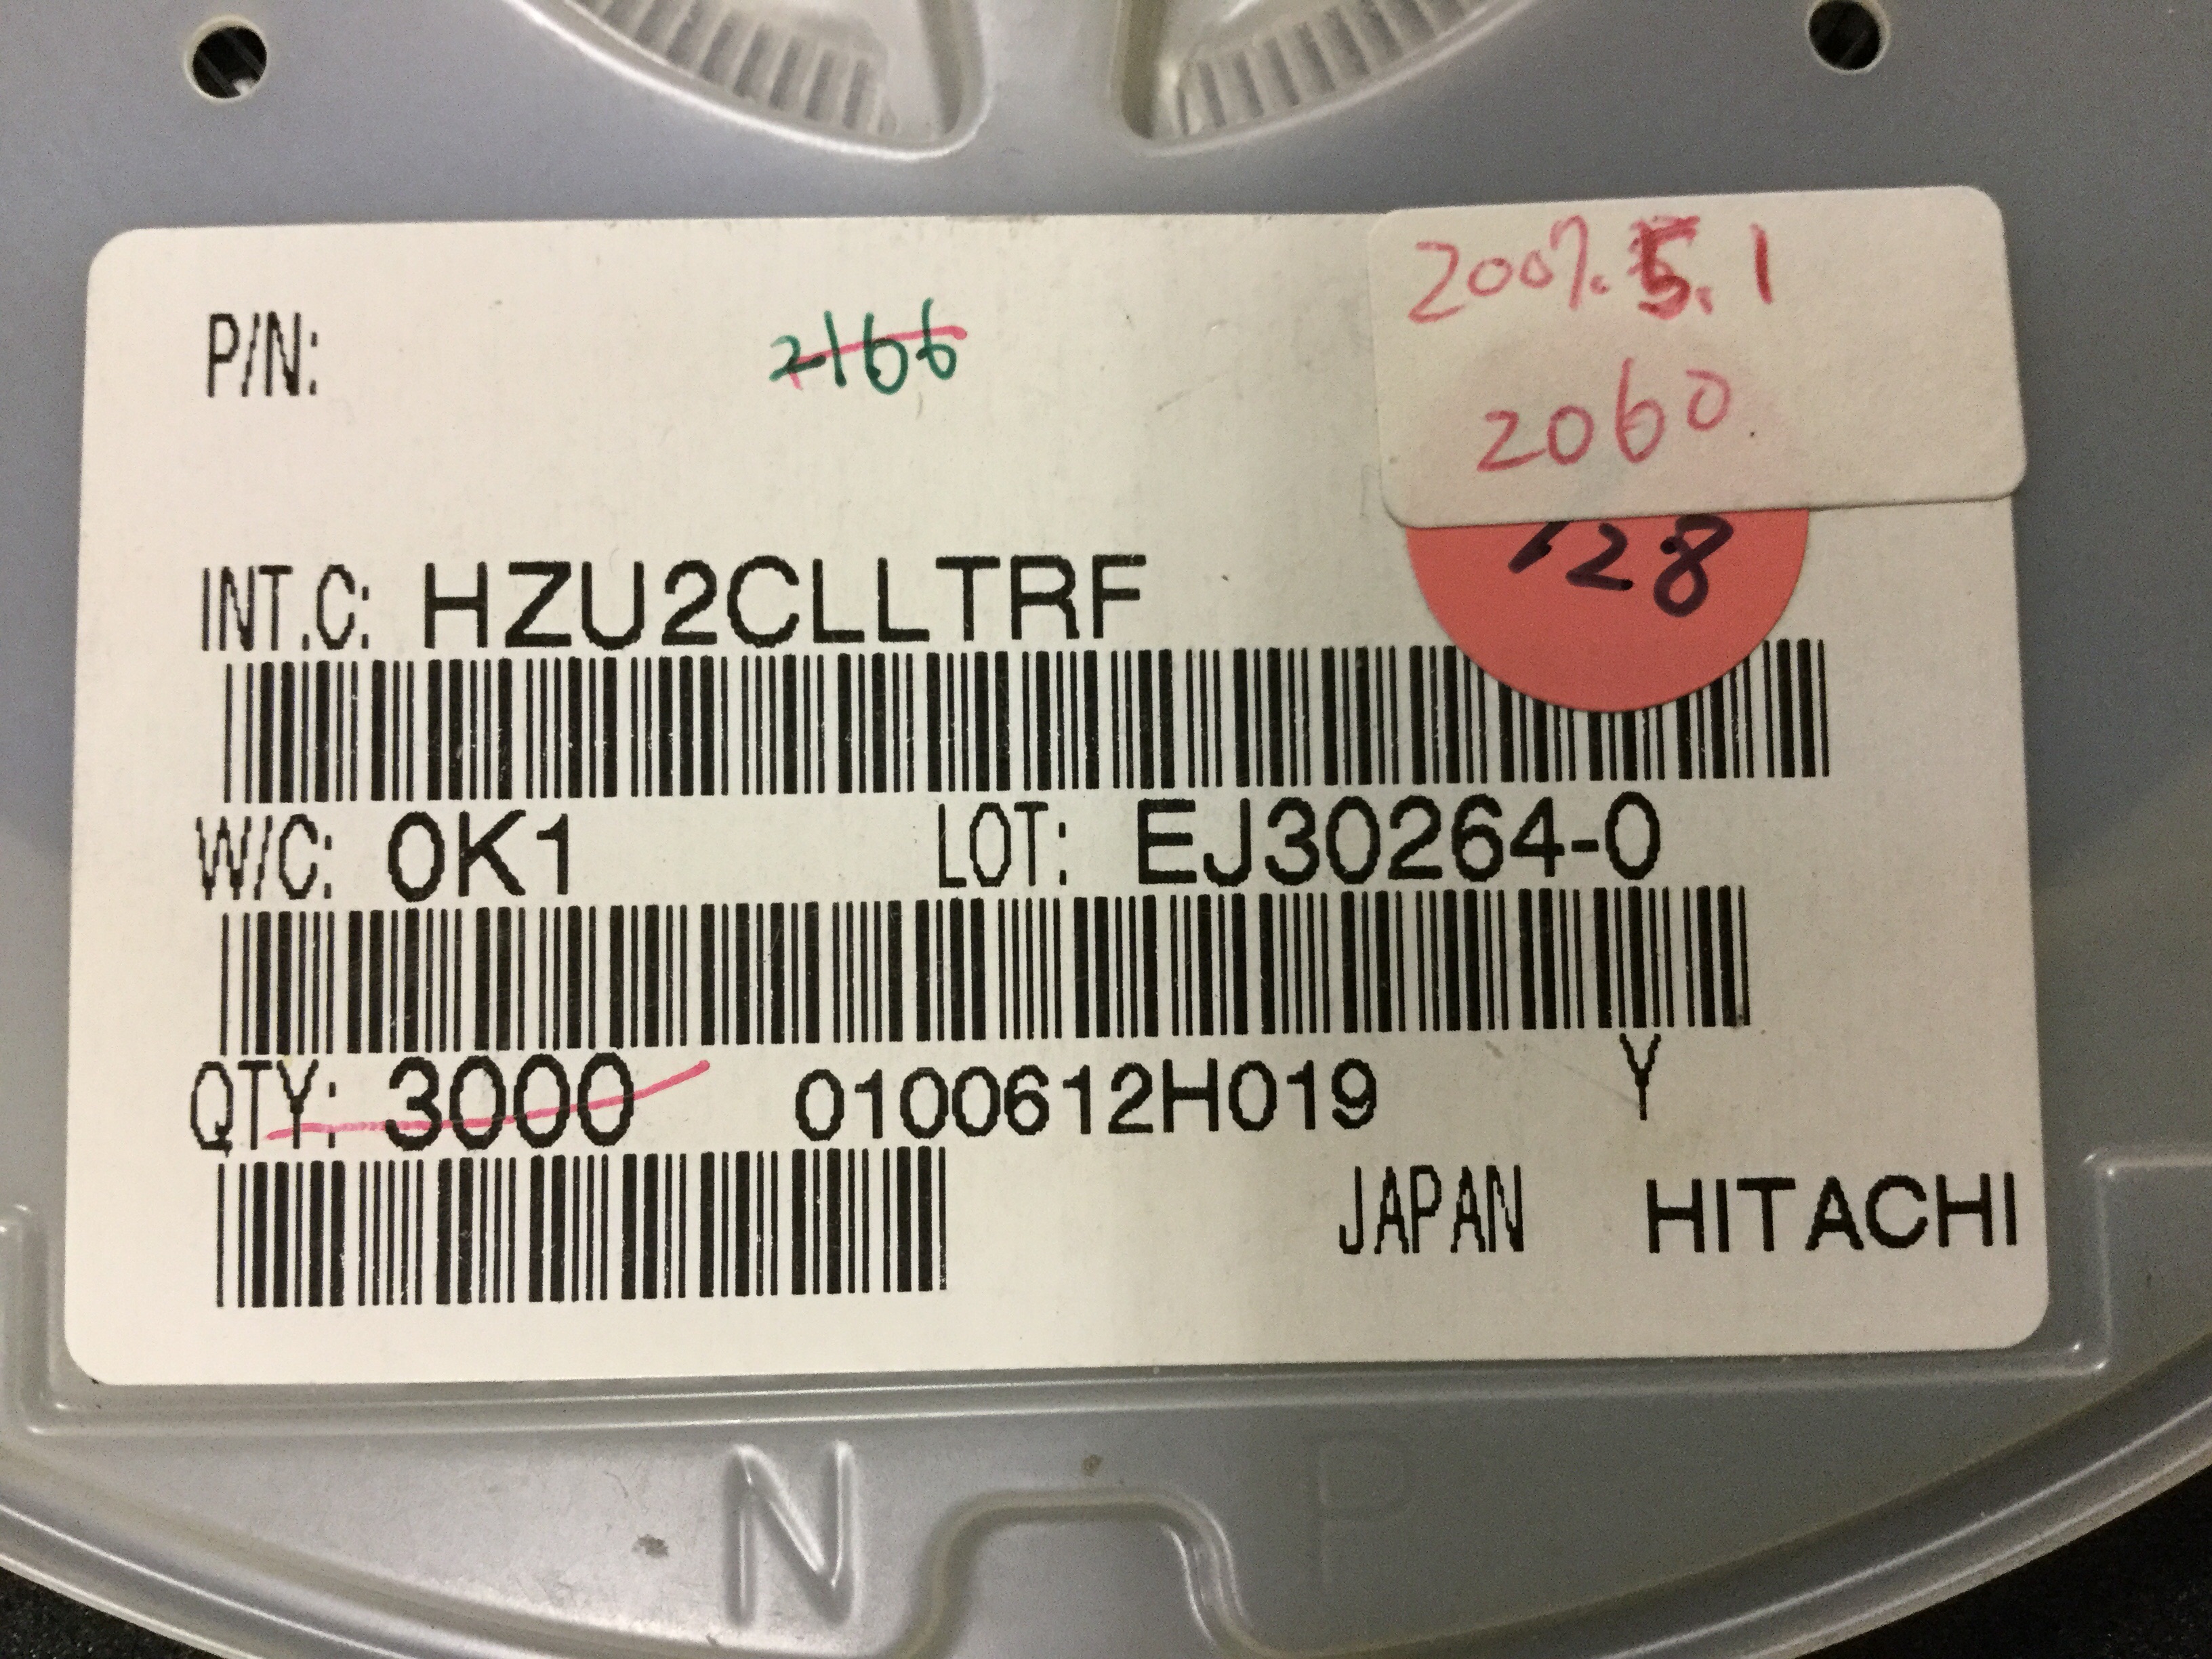 2007.5.1
P/N: 2166
2060
128
INT.C: HZU2CLLTRF
W/C: 0K1 LOT: EJ30264-0
QTY: 3000 0100612H019 Y
JAPAN HITACHI
N P